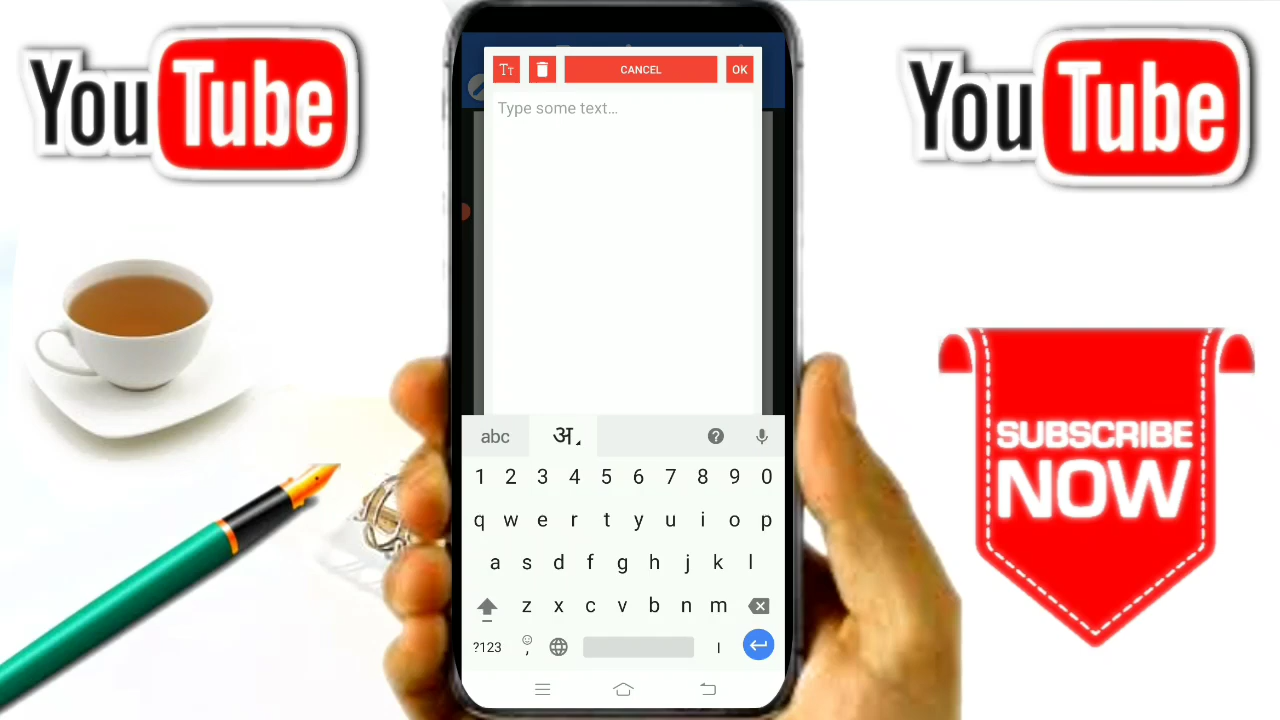 YouTube
YouTube
TT
CANCEL
OK
Type some text...
abc
अ
1 2 3 4 5 6 7 8 9 0
q w e r t y u i o p
a s d f g h j k l
z x c v b n m
?123
,
।
SUBSCRIBE
NOW